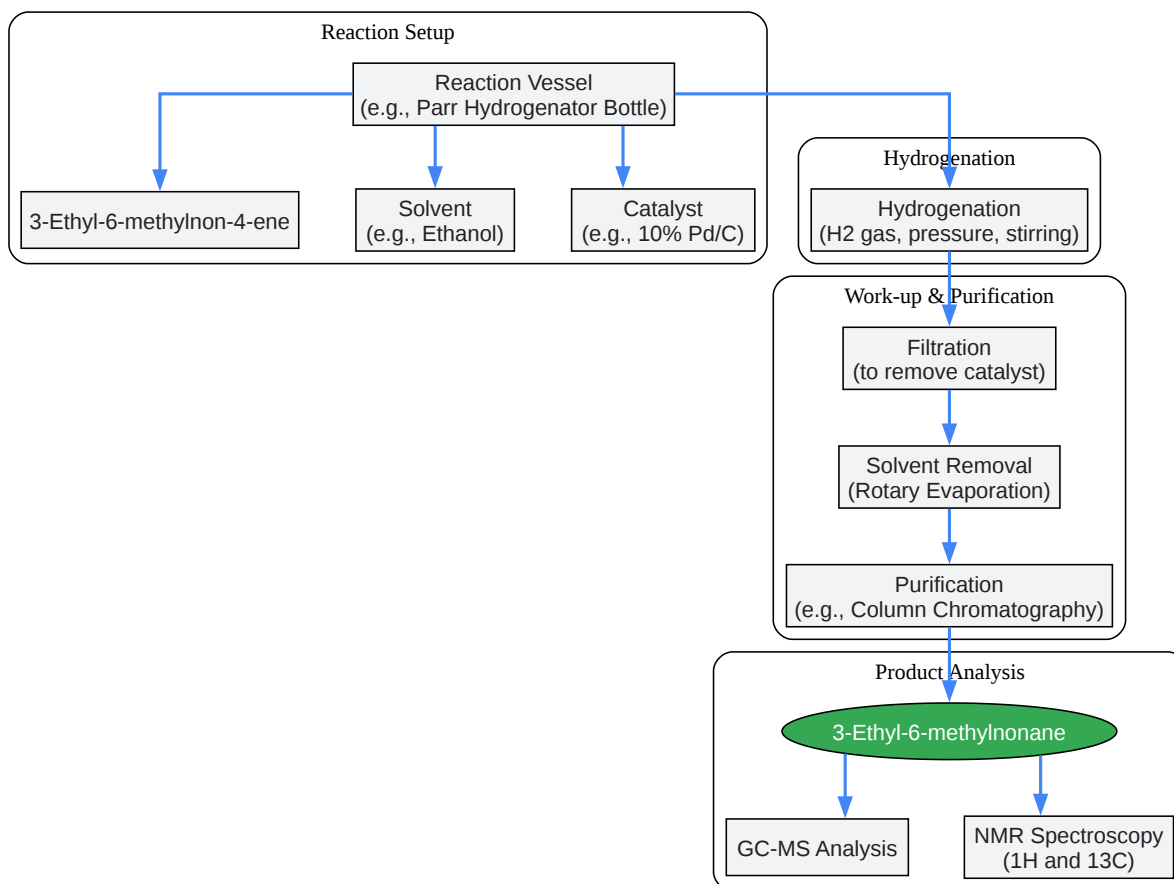 Reaction Setup
Reaction Vessel
(e.g., Parr Hydrogenator Bottle)
3-Ethyl-6-methylnon-4-ene
Solvent
(e.g., Ethanol)
Catalyst
(e.g., 10% Pd/C)
Hydrogenation
Hydrogenation
(H2 gas, pressure, stirring)
Work-up & Purification
Filtration
(to remove catalyst)
Solvent Removal
(Rotary Evaporation)
Purification
(e.g., Column Chromatography)
Product Analysis
3-Ethyl-6-methylnonane
GC-MS Analysis
NMR Spectroscopy
(1H and 13C)